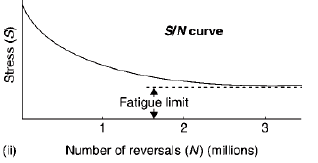 S/N curve
Stress (S)
Fatigue limit
1 2 3
(ii) Number of reversals (N) (millions)